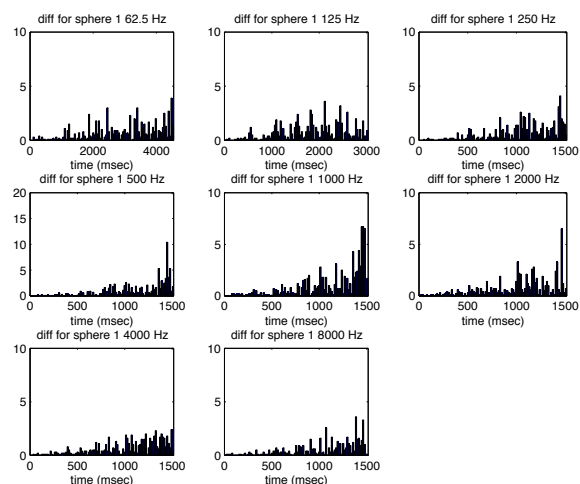 diff for sphere 1 62.5 Hz
diff for sphere 1 125 Hz
diff for sphere 1 250 Hz
10
5
0
0 2000 4000
time (msec)
10
5
0
0 1000 2000 3000
time (msec)
10
5
0
0 500 1000 1500
time (msec)
diff for sphere 1 500 Hz
diff for sphere 1 1000 Hz
diff for sphere 1 2000 Hz
20
15
10
5
0
0 500 1000 1500
time (msec)
10
5
0
0 500 1000 1500
time (msec)
10
5
0
0 500 1000 1500
time (msec)
diff for sphere 1 4000 Hz
diff for sphere 1 8000 Hz
10
5
0
0 500 1000 1500
time (msec)
10
5
0
0 500 1000 1500
time (msec)